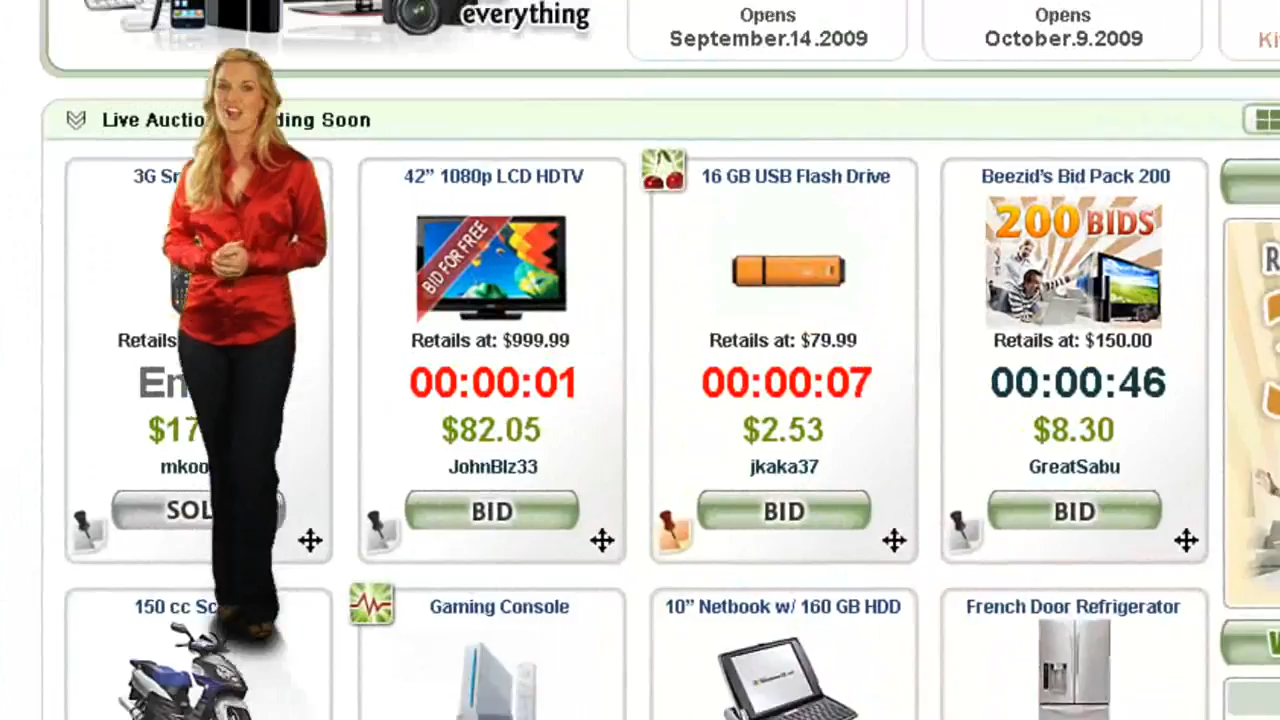 everything
Opens
September.14.2009
Opens
October.9.2009
Live Auctio ding Soon
3G
42” 1080p LCD HDTV
16 GB USB Flash Drive
Beezid's Bid Pack 200
BID FOR FREE
200 BIDS
Retails
Retails at: $999.99
Retails at: $79.99
Retails at: $150.00
00:00:01
00:00:07
00:00:46
$17
$82.05
$2.53
$8.30
mkoo
JohnBlz33
jkaka37
GreatSabu
SOL
BID
BID
BID
150 cc Sc
Gaming Console
10” Netbook w/ 160 GB HDD
French Door Refrigerator